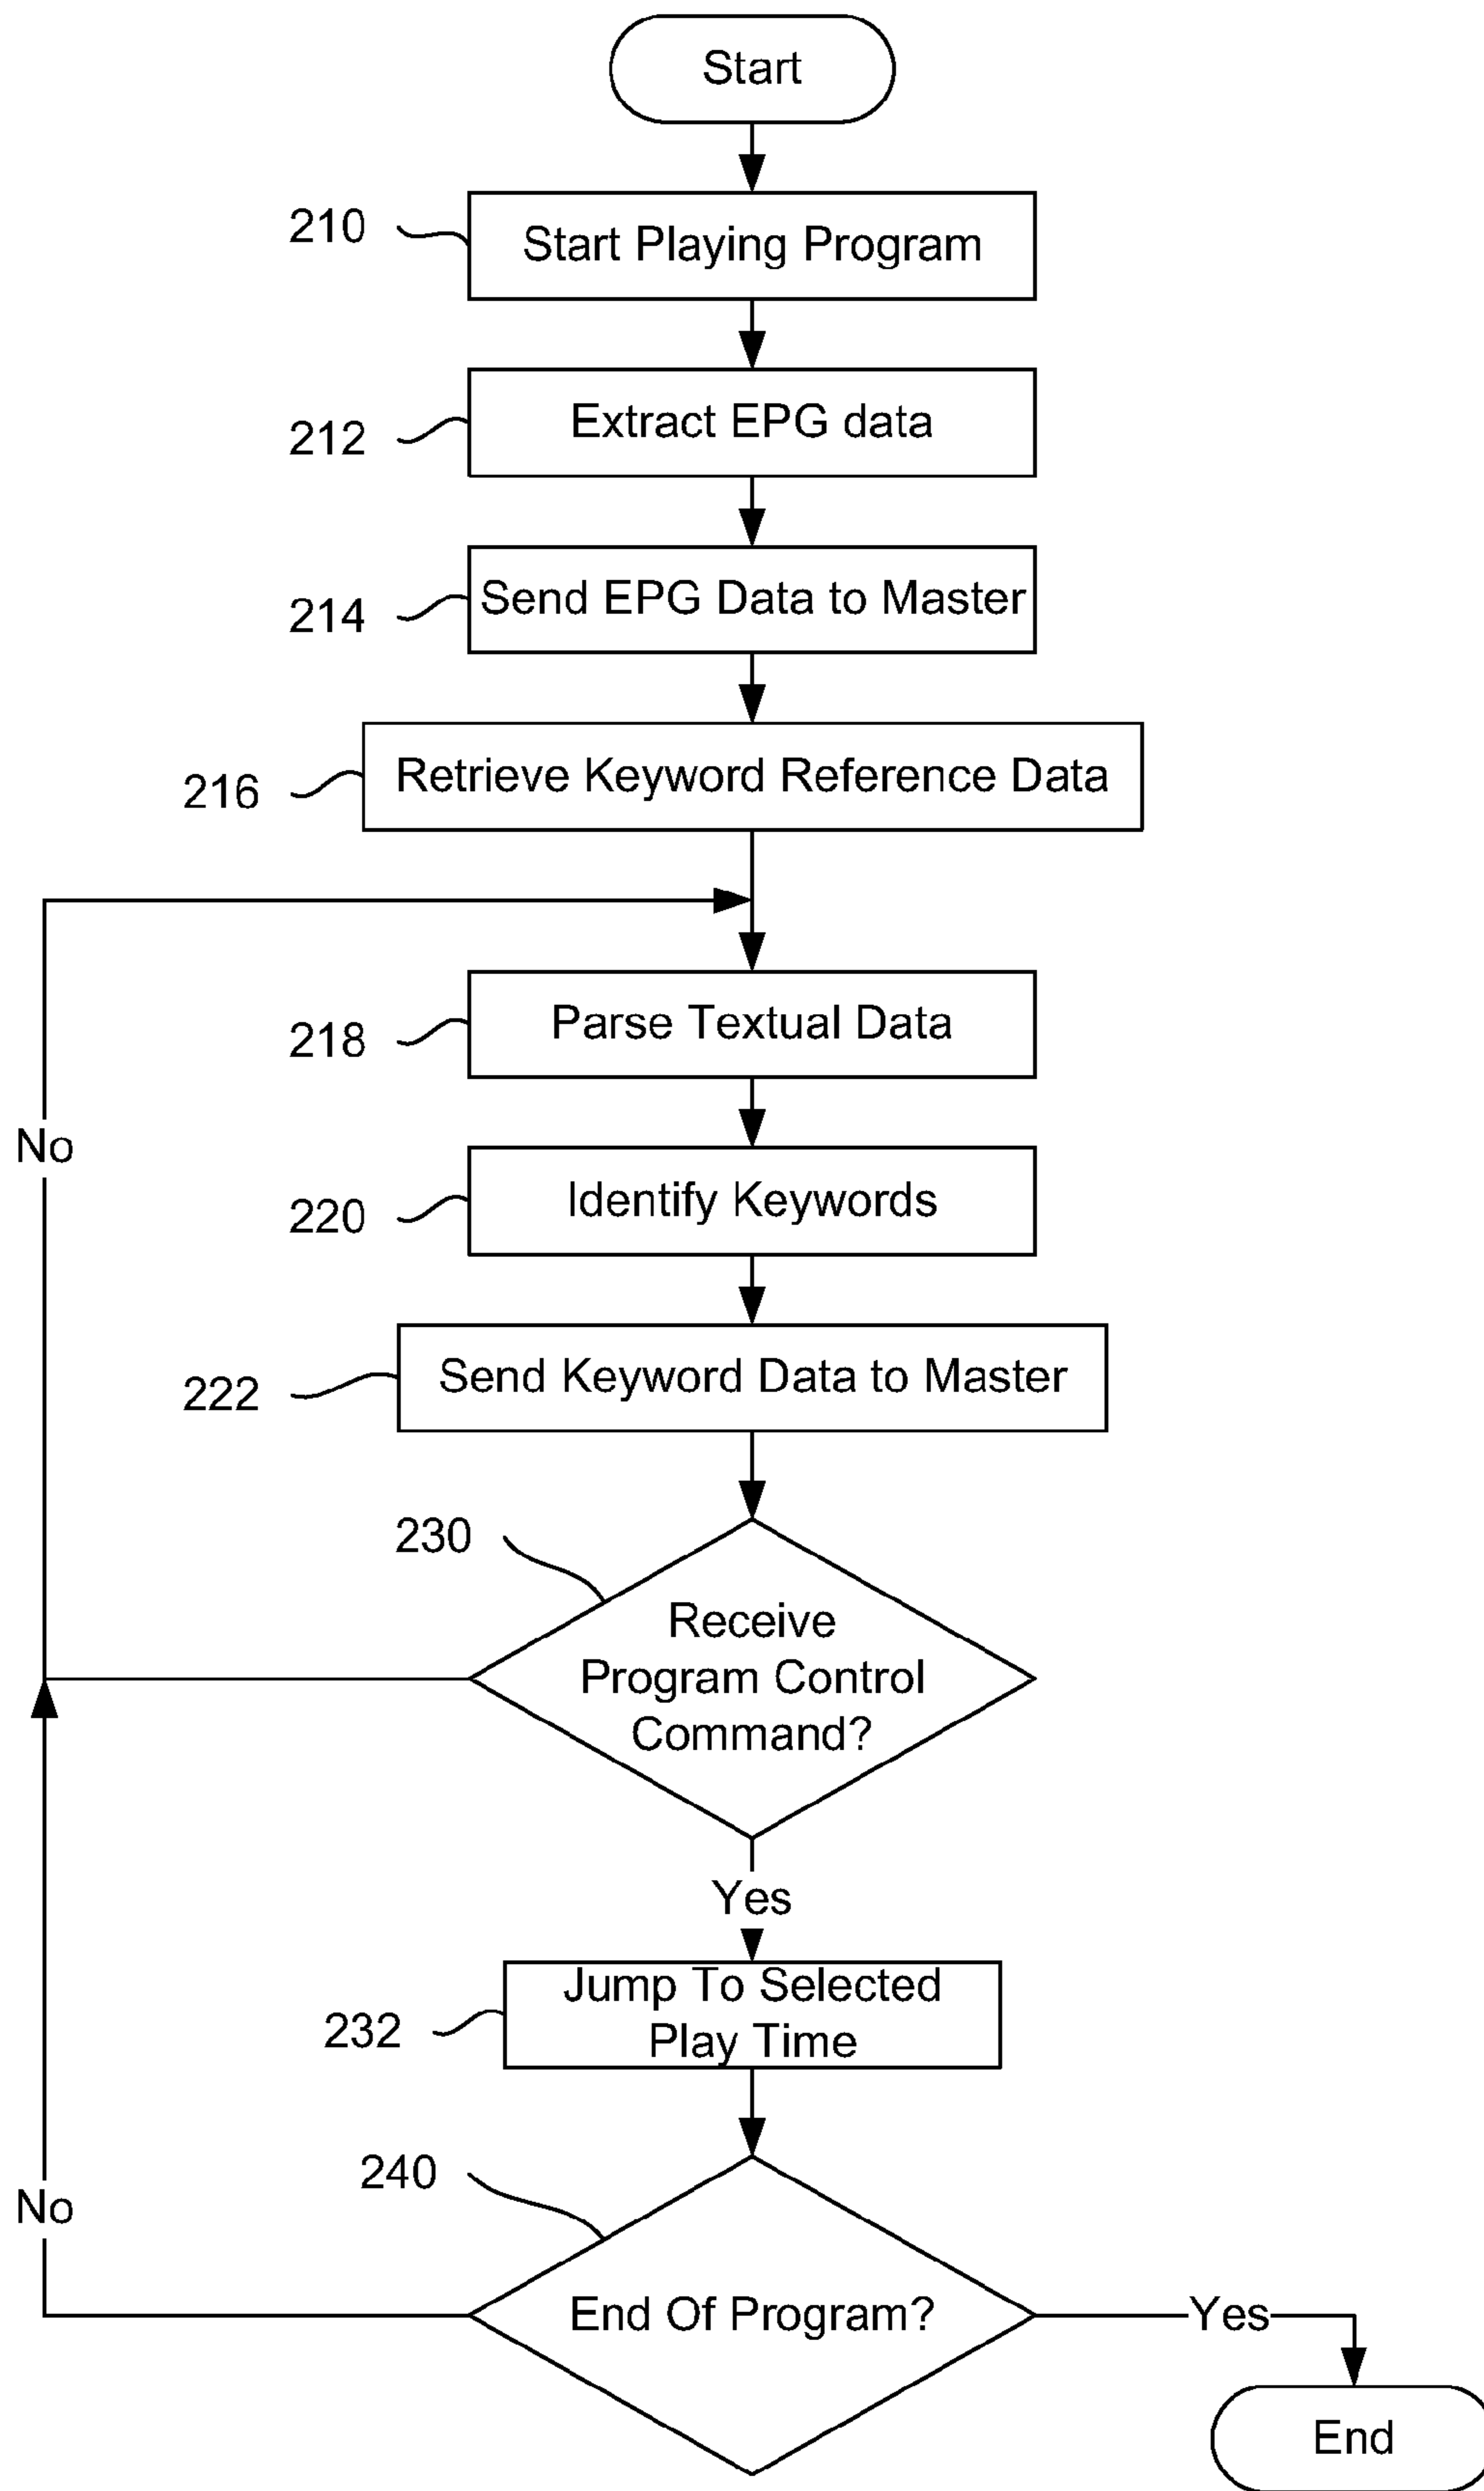 Start
210
Start Playing Program
212
Extract EPG data
214
Send EPG Data to Master
216
Retrieve Keyword Reference Data
218
Parse Textual Data
No
220
Identify Keywords
222
Send Keyword Data to Master
230
Receive
Program Control
Command?
Yes
232
Jump To Selected
Play Time
240
No
End Of Program?
Yes
End